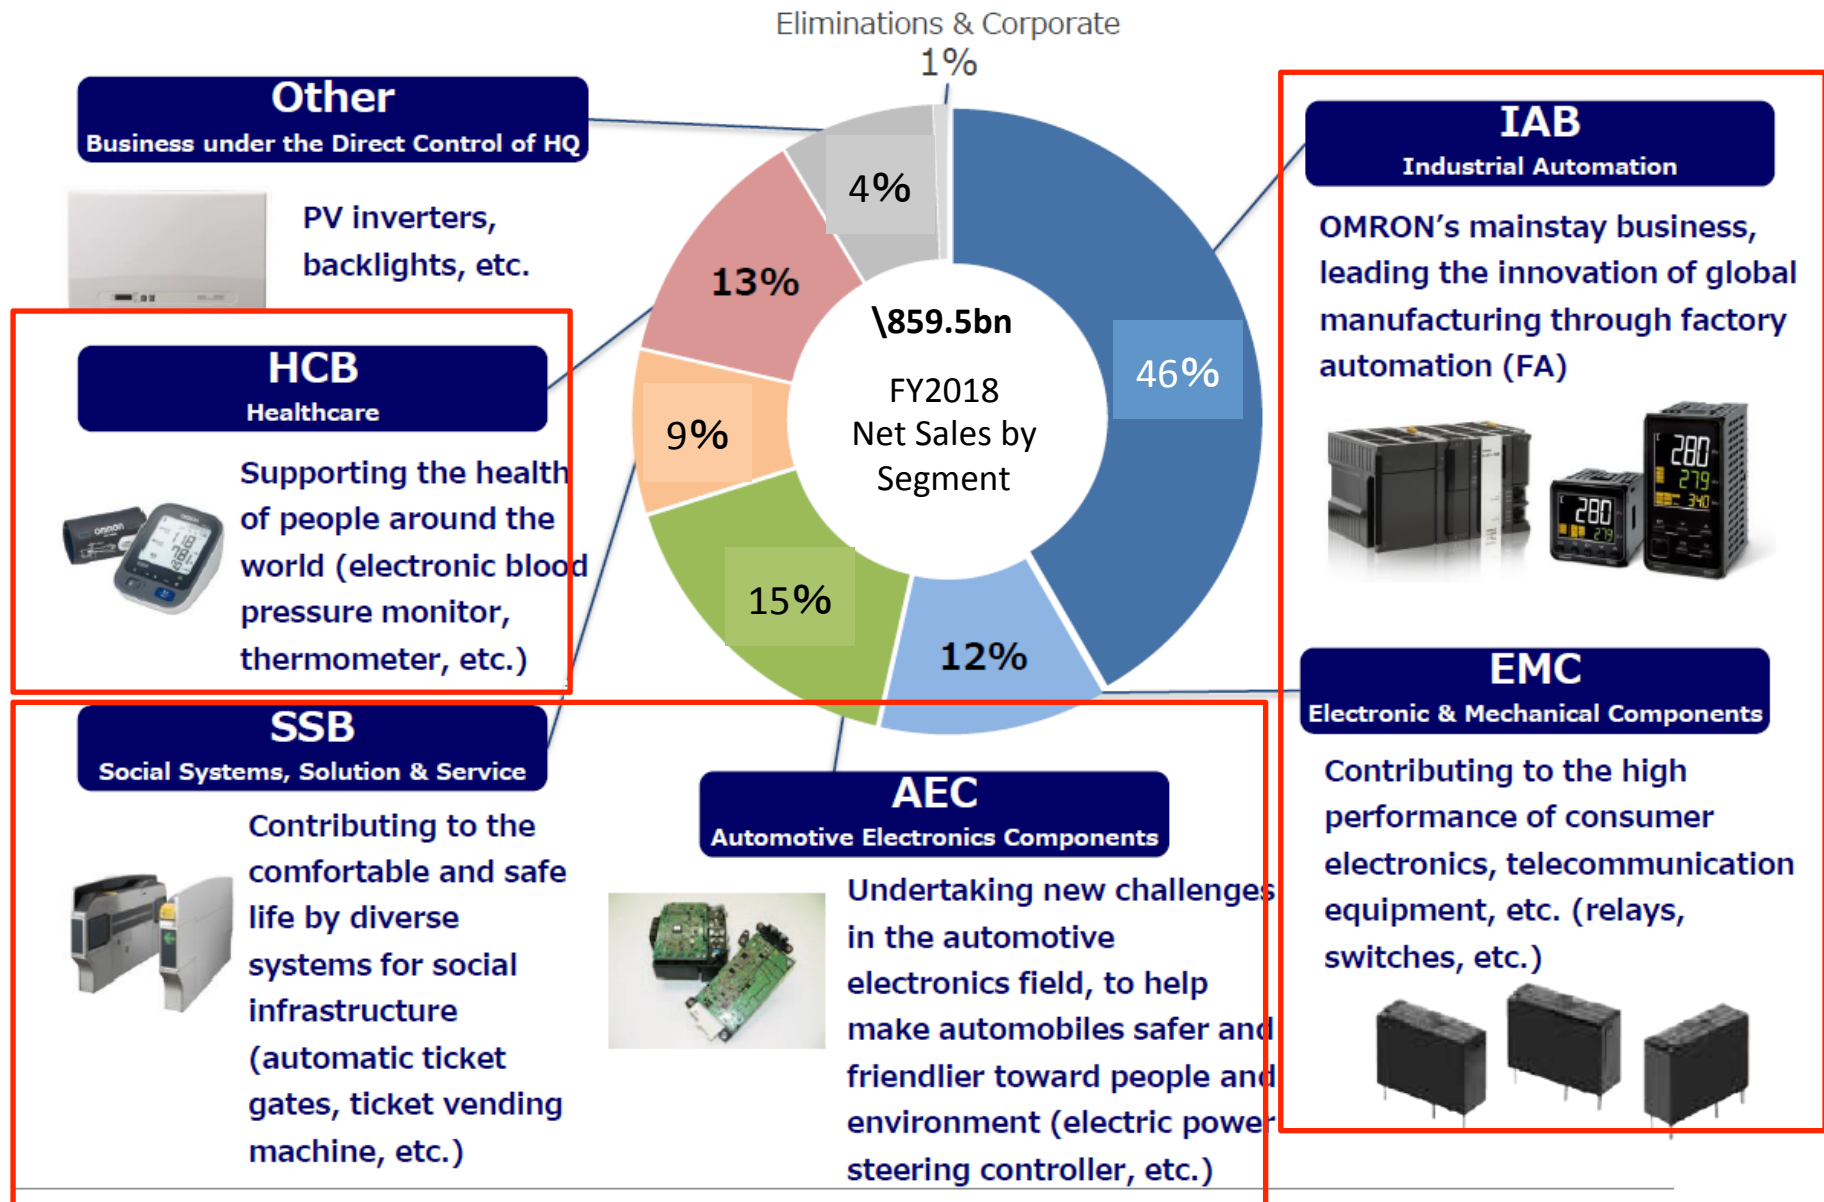 Eliminations & Corporate
1%
Other
Business under the Direct Control of HQ
PV inverters,
backlights, etc.
HCB
Healthcare
Supporting the health
of people around the
world (electronic blood
pressure monitor,
thermometer, etc.)
SSB
Social Systems, Solution & Service
Contributing to the
comfortable and safe
life by diverse
systems for social
infrastructure
(automatic ticket
gates, ticket vending
machine, etc.)
4%
13%
9%
15%
12%
46%
\859.5bn
FY2018
Net Sales by
Segment
AEC
Automotive Electronics Components
Undertaking new challenges
in the automotive
electronics field, to help
make automobiles safer and
friendlier toward people and
environment (electric power
steering controller, etc.)
IAB
Industrial Automation
OMRON's mainstay business,
leading the innovation of global
manufacturing through factory
automation (FA)
280
279
280
279
340
EMC
Electronic & Mechanical Components
Contributing to the high
performance of consumer
electronics, telecommunication
equipment, etc. (relays,
switches, etc.)